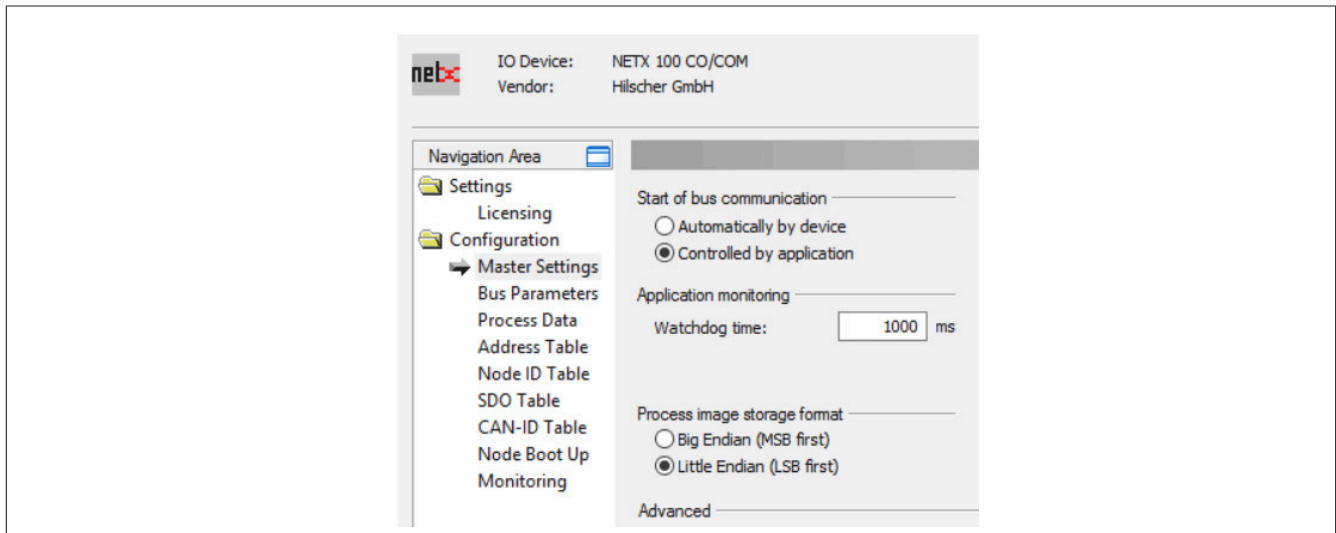 netx
IO Device: NETX 100 CO/COM
Vendor: Hilscher GmbH
Navigation Area
Settings
Licensing
Configuration
Master Settings
Bus Parameters
Process Data
Address Table
Node ID Table
SDO Table
CAN-ID Table
Node Boot Up
Monitoring
Start of bus communication
Automatically by device
Controlled by application
Application monitoring
Watchdog time: 1000 ms
Process image storage format
Big Endian (MSB first)
Little Endian (LSB first)
Advanced